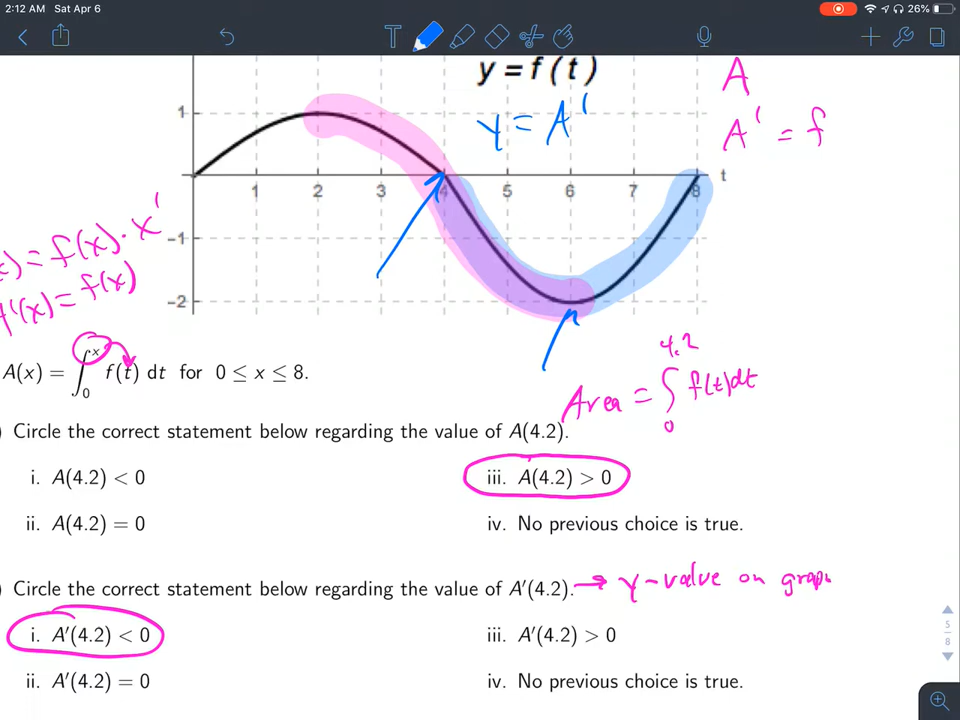 2:12 AM Sat Apr 6
26%
T
y = f ( t )
y = A'
A
A' = f
1
1 2 3 4 5 6 7 8 t
-1
-2
) = f(x) · x'
'(x) = f(x)
A(x) = ∫₀ˣ f(t) dt for 0 ≤ x ≤ 8.
Area = ∫₀^4.2 f(t)dt
) Circle the correct statement below regarding the value of A(4.2).
i. A(4.2) < 0
iii. A(4.2) > 0
ii. A(4.2) = 0
iv. No previous choice is true.
) Circle the correct statement below regarding the value of A′(4.2). → y-value on graph
i. A′(4.2) < 0
iii. A′(4.2) > 0
ii. A′(4.2) = 0
iv. No previous choice is true.
5
8